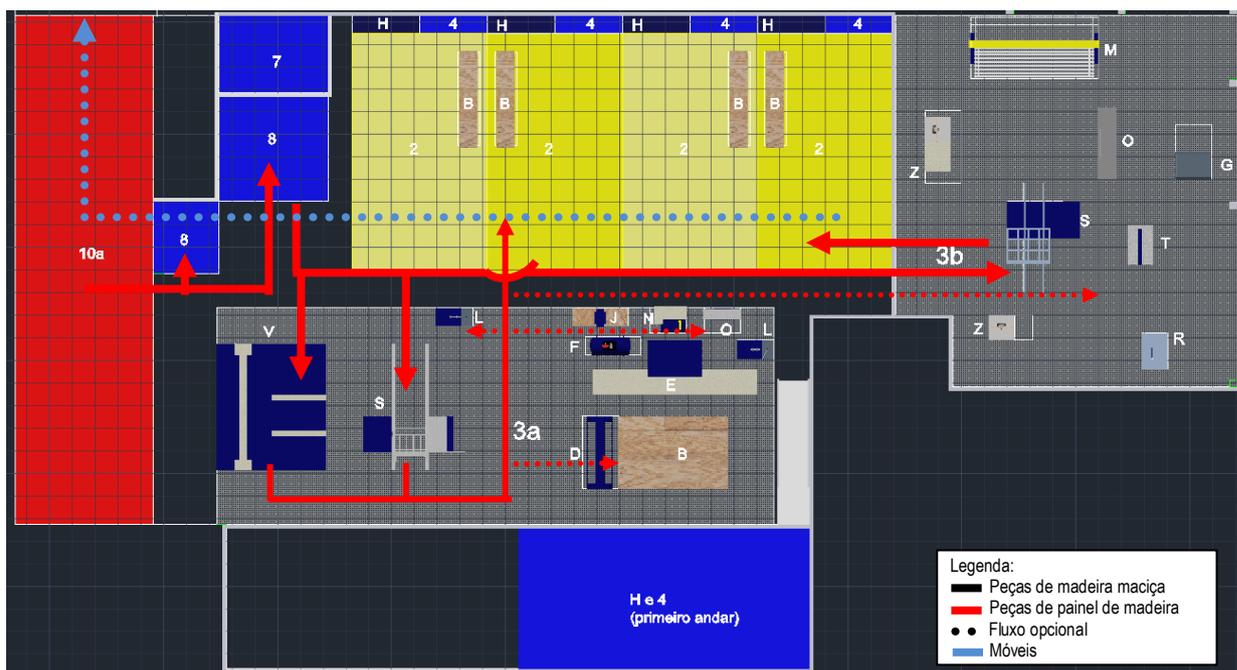 H 4 H 4 H 4 H 4
7
M
B B B B
8
2 2 2 2
O
G
Z
S
8
T
10a
3b
V
L J N O L
Z
R
F
E
S
3a
D B
H e 4
(primeiro andar)
Legenda:
Peças de madeira maciça
Peças de painel de madeira
Fluxo opcional
Móveis